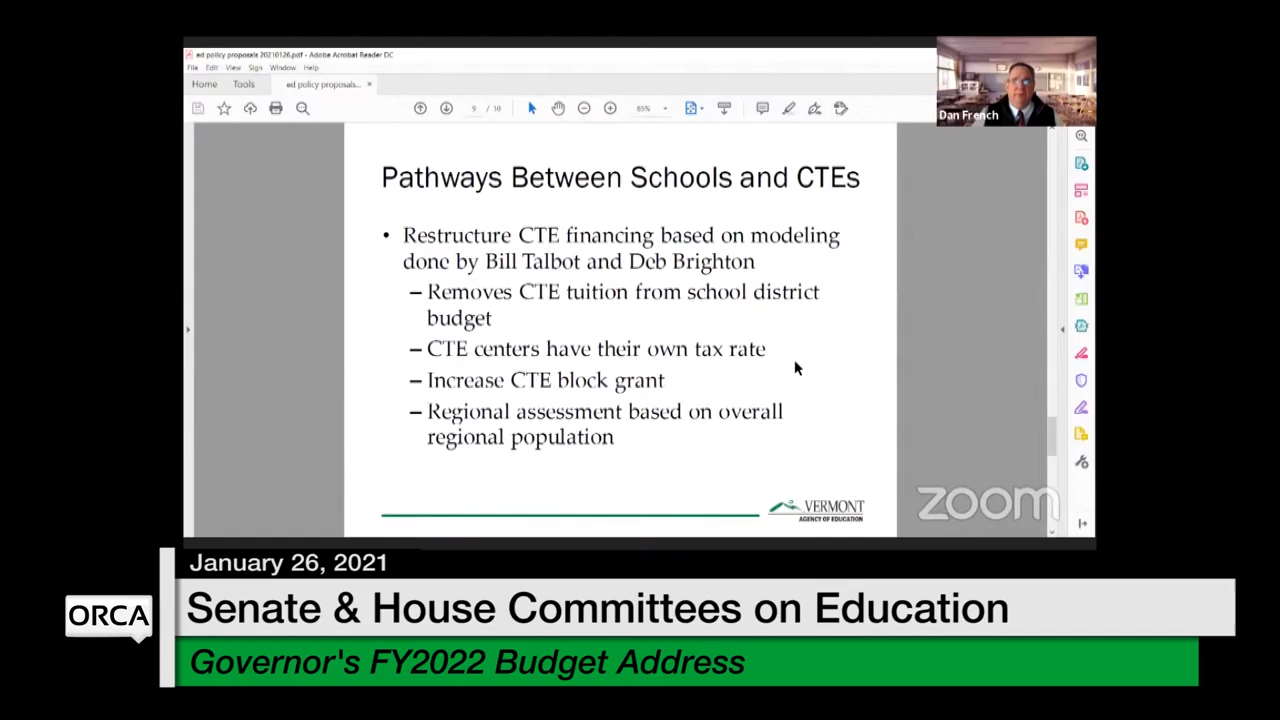 ed policy proposals 20210126.pdf - Adobe Acrobat Reader DC
File Edit View Sign Window Help
Home Tools ed policy proposals... ×
9 / 10 85%
Dan French
Pathways Between Schools and CTEs
• Restructure CTE financing based on modeling
done by Bill Talbot and Deb Brighton
– Removes CTE tuition from school district
budget
– CTE centers have their own tax rate
– Increase CTE block grant
– Regional assessment based on overall
regional population
VERMONT
AGENCY OF EDUCATION
zoom
January 26, 2021
ORCA
Senate & House Committees on Education
Governor's FY2022 Budget Address